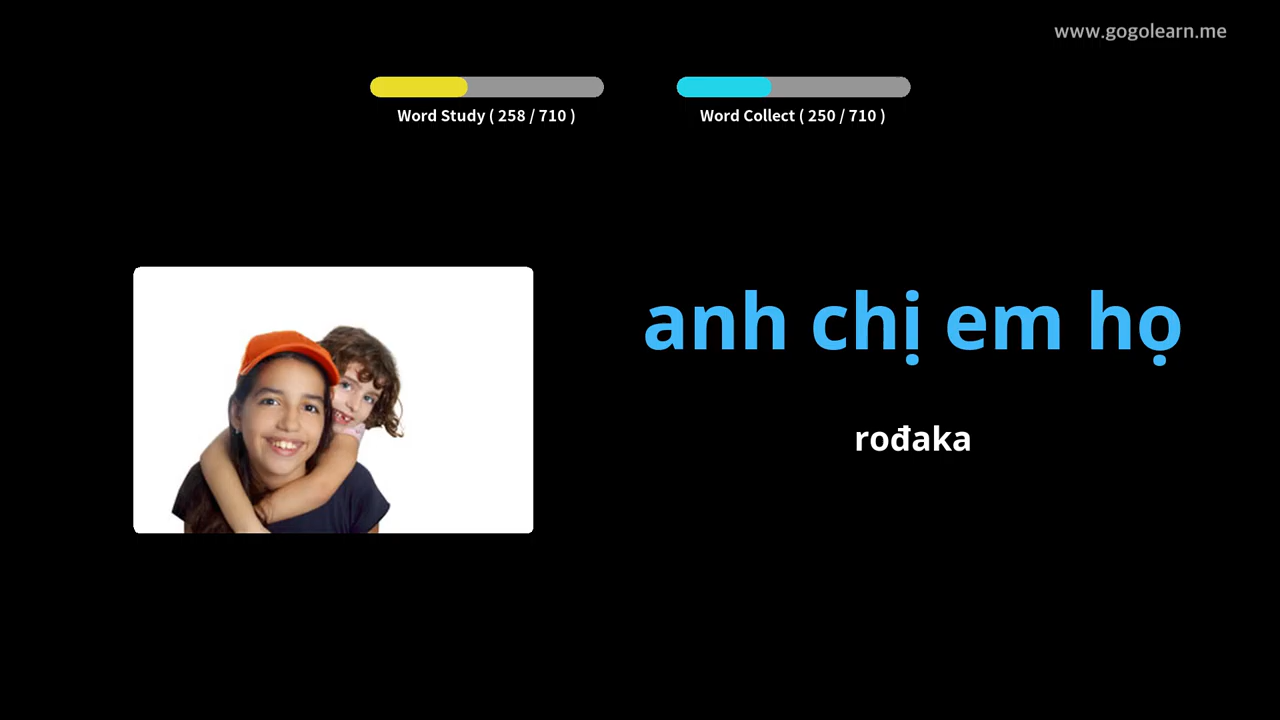 www.gogolearn.me
Word Study ( 258 / 710 )
Word Collect ( 250 / 710 )
anh chị em họ
rođaka